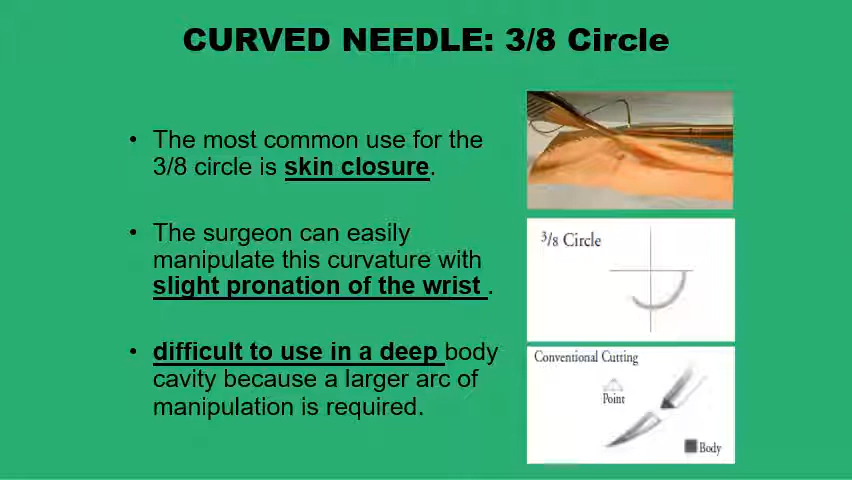 CURVED NEEDLE: 3/8 Circle
• The most common use for the
3/8 circle is skin closure.
• The surgeon can easily
manipulate this curvature with
slight pronation of the wrist .
• difficult to use in a deep body
cavity because a larger arc of
manipulation is required.
3/8 Circle
Conventional Cutting
Point
Body